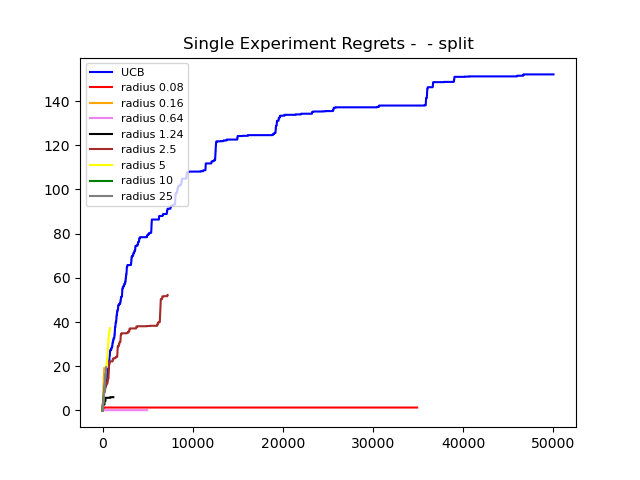 Single Experiment Regrets -  - split
UCB
radius 0.08
radius 0.16
radius 0.64
radius 1.24
radius 2.5
radius 5
radius 10
radius 25
140
120
100
80
60
40
20
0
0 10000 20000 30000 40000 50000